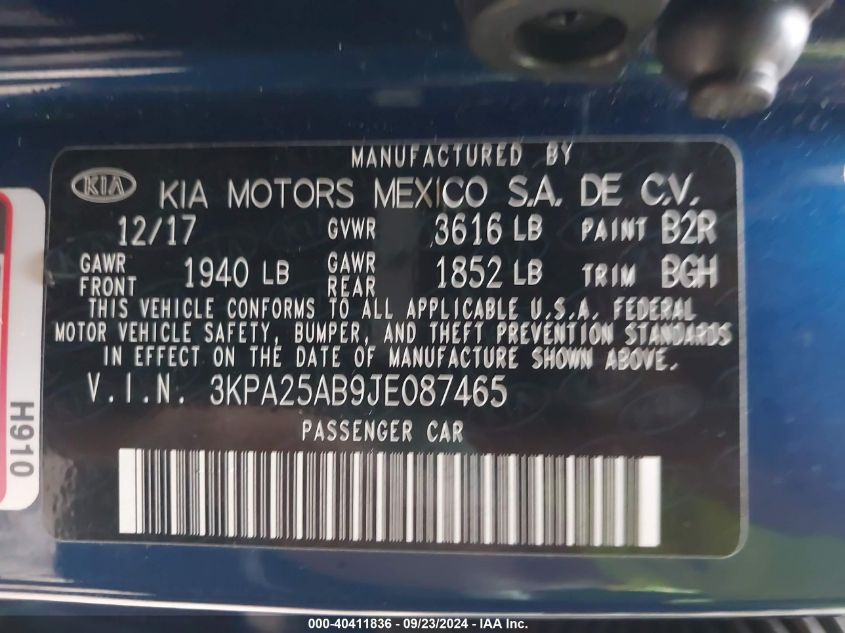 MANUFACTURED BY
KIA KIA MOTORS MEXICO S.A. DE C.V.
12/17 GVWR 3616 LB PAINT B2R
GAWR FRONT 1940 LB GAWR REAR 1852 LB TRIM BGH
THIS VEHICLE CONFORMS TO ALL APPLICABLE U.S.A. FEDERAL
MOTOR VEHICLE SAFETY, BUMPER, AND THEFT PREVENTION STANDARDS
IN EFFECT ON THE DATE OF MANUFACTURE SHOWN ABOVE.
V.I.N. 3KPA25AB9JE087465
PASSENGER CAR
H910
000-40411836 - 09/23/2024 - IAA Inc.